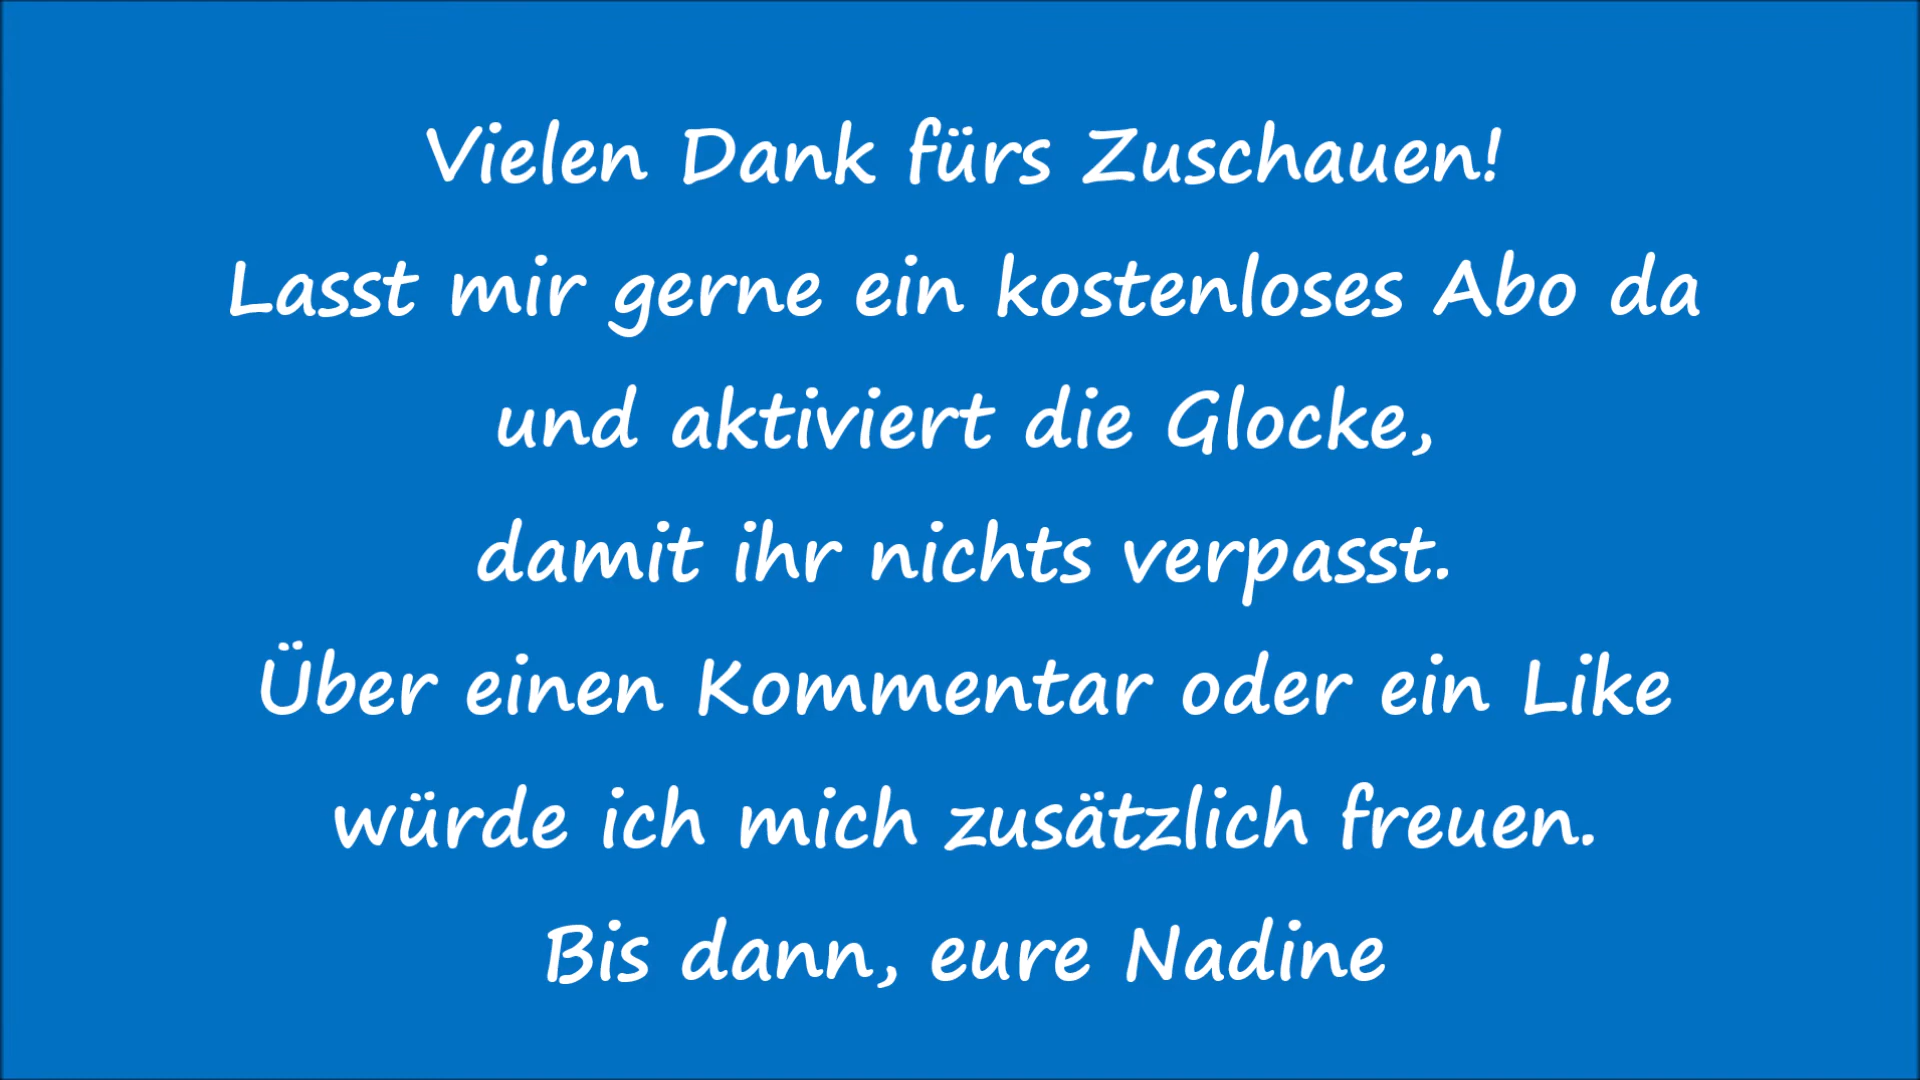 Vielen Dank fürs Zuschauen!
Lasst mir gerne ein kostenloses Abo da
und aktiviert die Glocke,
damit ihr nichts verpasst.
Über einen Kommentar oder ein Like
würde ich mich zusätzlich freuen.
Bis dann, eure Nadine